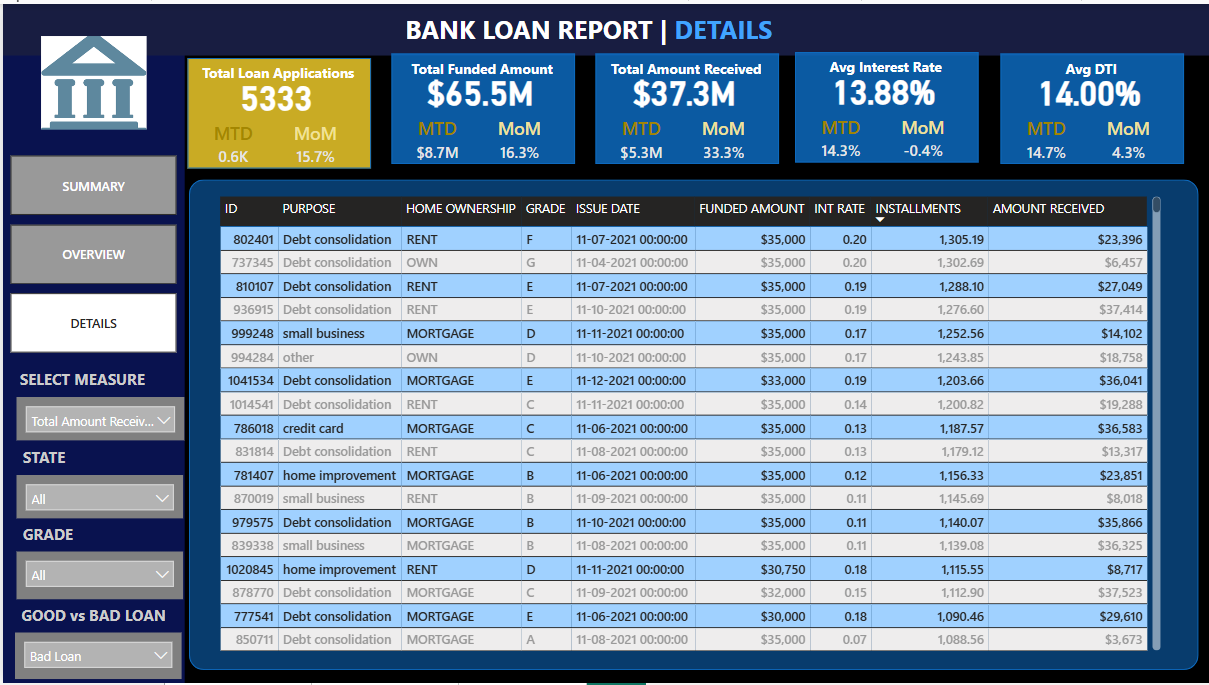 BANK LOAN REPORT | DETAILS
Total Loan Applications
5333
MTD MoM
0.6K 15.7%
Total Funded Amount
$65.5M
MTD MoM
$8.7M 16.3%
Total Amount Received
$37.3M
MTD MoM
$5.3M 33.3%
Avg Interest Rate
13.88%
MTD MoM
14.3% -0.4%
Avg DTI
14.00%
MTD MoM
14.7% 4.3%
SUMMARY
OVERVIEW
DETAILS
SELECT MEASURE
Total Amount Receiv...
STATE
All
GRADE
All
GOOD vs BAD LOAN
Bad Loan
ID PURPOSE HOME OWNERSHIP GRADE ISSUE DATE FUNDED AMOUNT INT RATE INSTALLMENTS AMOUNT RECEIVED
802401 Debt consolidation RENT F 11-07-2021 00:00:00 $35,000 0.20 1,305.19 $23,396
737345 Debt consolidation OWN G 11-04-2021 00:00:00 $35,000 0.20 1,302.69 $6,457
810107 Debt consolidation RENT E 11-07-2021 00:00:00 $35,000 0.19 1,288.10 $27,049
936915 Debt consolidation RENT E 11-10-2021 00:00:00 $35,000 0.19 1,276.60 $37,414
999248 small business MORTGAGE D 11-11-2021 00:00:00 $35,000 0.17 1,252.56 $14,102
994284 other OWN D 11-10-2021 00:00:00 $35,000 0.17 1,243.85 $18,758
1041534 Debt consolidation MORTGAGE E 11-12-2021 00:00:00 $33,000 0.19 1,203.66 $36,041
1014541 Debt consolidation RENT C 11-11-2021 00:00:00 $35,000 0.14 1,200.82 $19,288
786018 credit card MORTGAGE C 11-06-2021 00:00:00 $35,000 0.13 1,187.57 $36,583
831814 Debt consolidation RENT C 11-08-2021 00:00:00 $35,000 0.13 1,179.12 $13,317
781407 home improvement MORTGAGE B 11-06-2021 00:00:00 $35,000 0.12 1,156.33 $23,851
870019 small business RENT B 11-09-2021 00:00:00 $35,000 0.11 1,145.69 $8,018
979575 Debt consolidation MORTGAGE B 11-10-2021 00:00:00 $35,000 0.11 1,140.07 $35,866
839338 small business MORTGAGE B 11-08-2021 00:00:00 $35,000 0.11 1,139.08 $36,325
1020845 home improvement RENT D 11-11-2021 00:00:00 $30,750 0.18 1,115.55 $8,717
878770 Debt consolidation MORTGAGE C 11-09-2021 00:00:00 $32,000 0.15 1,112.90 $37,523
777541 Debt consolidation MORTGAGE E 11-06-2021 00:00:00 $30,000 0.18 1,090.46 $29,610
850711 Debt consolidation MORTGAGE A 11-08-2021 00:00:00 $35,000 0.07 1,088.56 $3,673